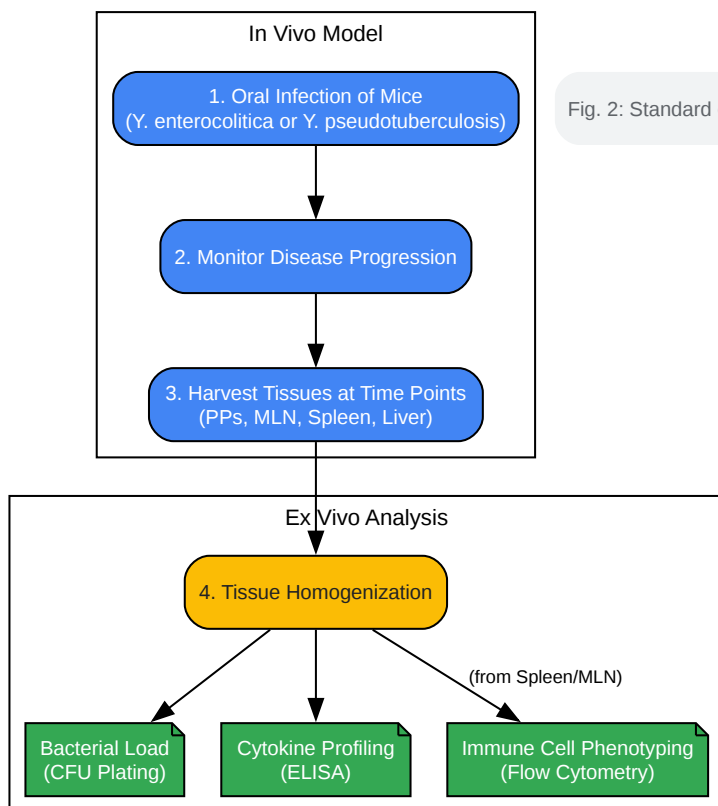 In Vivo Model
1. Oral Infection of Mice
(Y. enterocolitica or Y. pseudotuberculosis)
Fig. 2: Standard
2. Monitor Disease Progression
3. Harvest Tissues at Time Points
(PPs, MLN, Spleen, Liver)
Ex Vivo Analysis
4. Tissue Homogenization
(from Spleen/MLN)
Bacterial Load
(CFU Plating)
Cytokine Profiling
(ELISA)
Immune Cell Phenotyping
(Flow Cytometry)